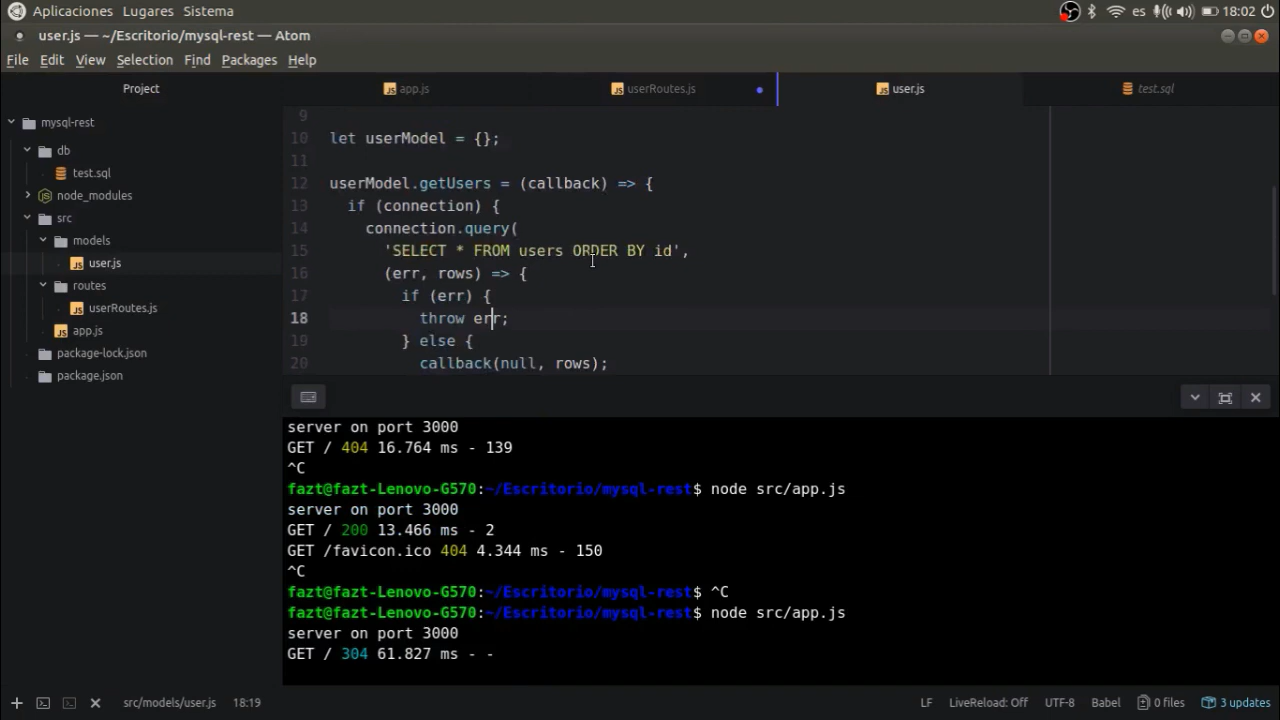 Aplicaciones Lugares Sistema es 18:02
user.js — ~/Escritorio/mysql-rest — Atom
File Edit View Selection Find Packages Help
Project app.js userRoutes.js user.js test.sql
mysql-rest
db
test.sql
node_modules
src
models
user.js
routes
userRoutes.js
app.js
package-lock.json
package.json
9
10 let userModel = {};
11
12 userModel.getUsers = (callback) => {
13 if (connection) {
14 connection.query(
15 'SELECT * FROM users ORDER BY id',
16 (err, rows) => {
17 if (err) {
18 throw err;
19 } else {
20 callback(null, rows);
server on port 3000
GET / 404 16.764 ms - 139
^C
fazt@fazt-Lenovo-G570:~/Escritorio/mysql-rest$ node src/app.js
server on port 3000
GET / 200 13.466 ms - 2
GET /favicon.ico 404 4.344 ms - 150
^C
fazt@fazt-Lenovo-G570:~/Escritorio/mysql-rest$ ^C
fazt@fazt-Lenovo-G570:~/Escritorio/mysql-rest$ node src/app.js
server on port 3000
GET / 304 61.827 ms - -
src/models/user.js 18:19 LF LiveReload: Off UTF-8 Babel 0 files 3 updates